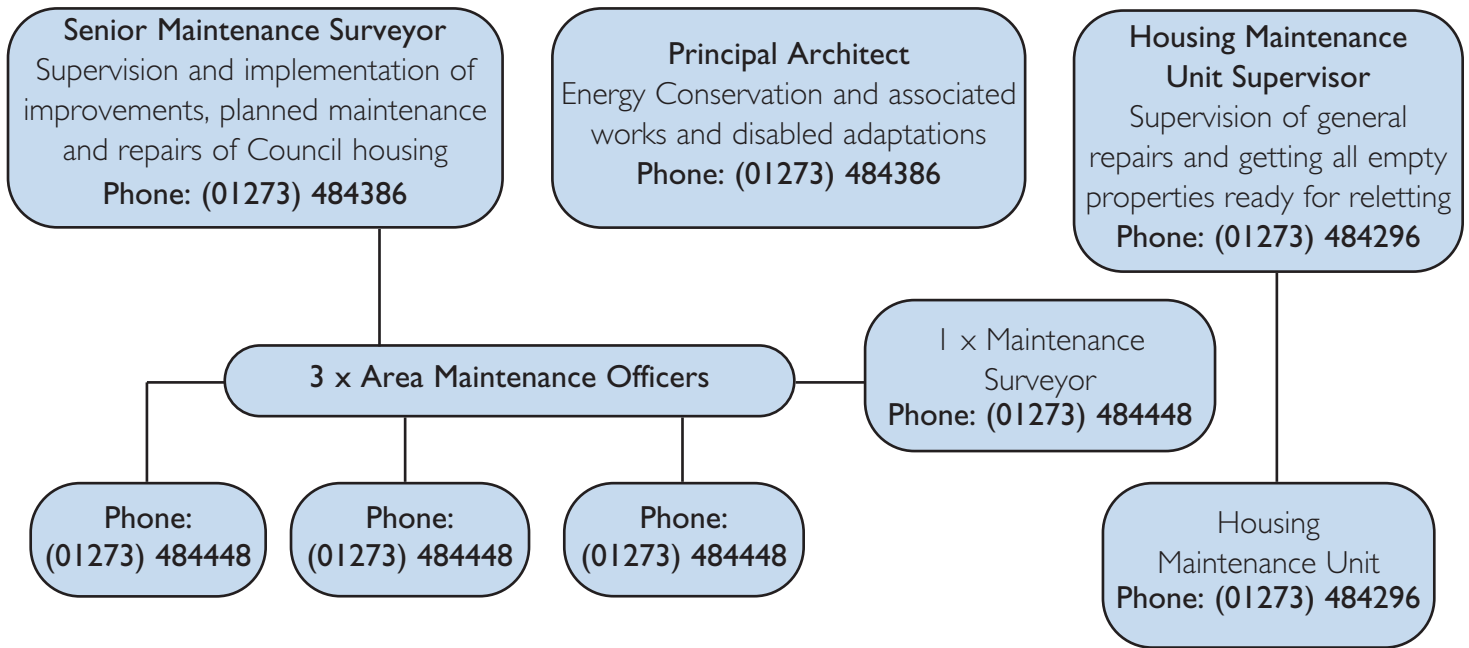 Senior Maintenance Surveyor
Supervision and implementation of
improvements, planned maintenance
and repairs of Council housing
Phone: (01273) 484386
Principal Architect
Energy Conservation and associated
works and disabled adaptations
Phone: (01273) 484386
Housing Maintenance
Unit Supervisor
Supervision of general
repairs and getting all empty
properties ready for reletting
Phone: (01273) 484296
3 x Area Maintenance Officers
1 x Maintenance
Surveyor
Phone: (01273) 484448
Phone:
(01273) 484448
Phone:
(01273) 484448
Phone:
(01273) 484448
Housing
Maintenance Unit
Phone: (01273) 484296